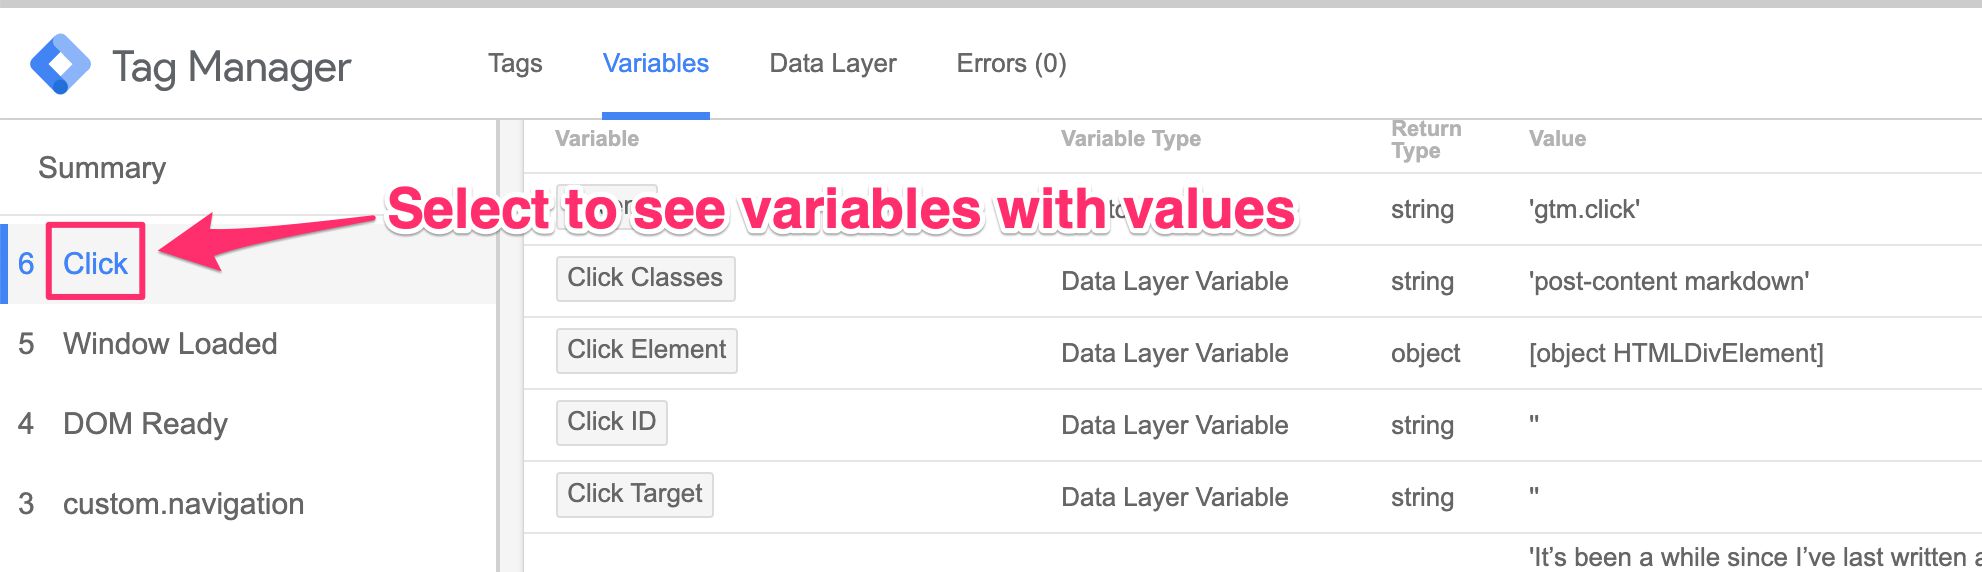 Tag Manager
Tags Variables Data Layer Errors (0)
Summary
6 Click
5 Window Loaded
4 DOM Ready
3 custom.navigation
Select to see variables with values
Variable Variable Type Return Type Value
string 'gtm.click'
Click Classes Data Layer Variable string 'post-content markdown'
Click Element Data Layer Variable object [object HTMLDivElement]
Click ID Data Layer Variable string ''
Click Target Data Layer Variable string ''
'It’s been a while since I’ve last written a